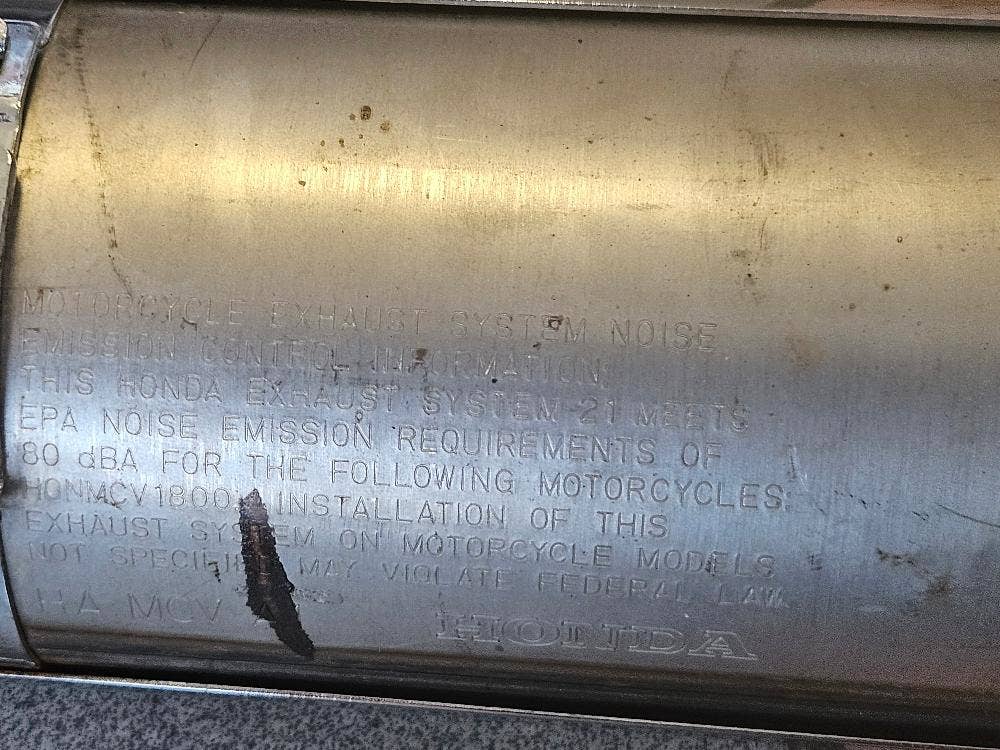 MOTORCYCLE EXHAUST SYSTEM NOISE
EMISSION CONTROL INFORMATION:
THIS HONDA EXHAUST SYSTEM 21 MEETS
EPA NOISE EMISSION REQUIREMENTS OF
80 dBA FOR THE FOLLOWING MOTORCYCLES:
INSTALLATION OF THIS
EXHAUST SYSTEM ON MOTORCYCLE MODELS
NOT SPECIFIED MAY VIOLATE FEDERAL LAW.
HA MCV
HONDA